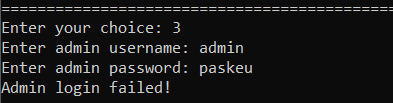 ================================================
Enter your choice: 3
Enter admin username: admin
Enter admin password: paskeu
Admin login failed!